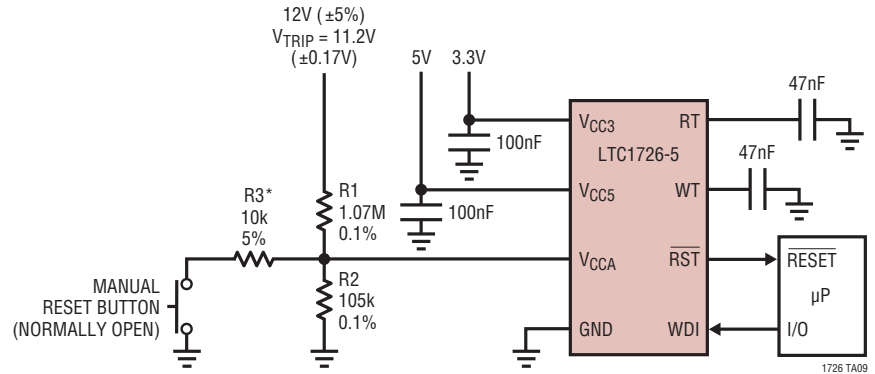 12V (±5%)
VTRIP = 11.2V
(±0.17V)
5V
3.3V
47nF
VCC3
RT
100nF
LTC1726-5
47nF
R3*
10k
5%
R1
1.07M
0.1%
100nF
VCC5
WT
VCCA
RST
RESET
MANUAL
RESET BUTTON
(NORMALLY OPEN)
R2
105k
0.1%
µP
GND
WDI
I/O
1726 TA09